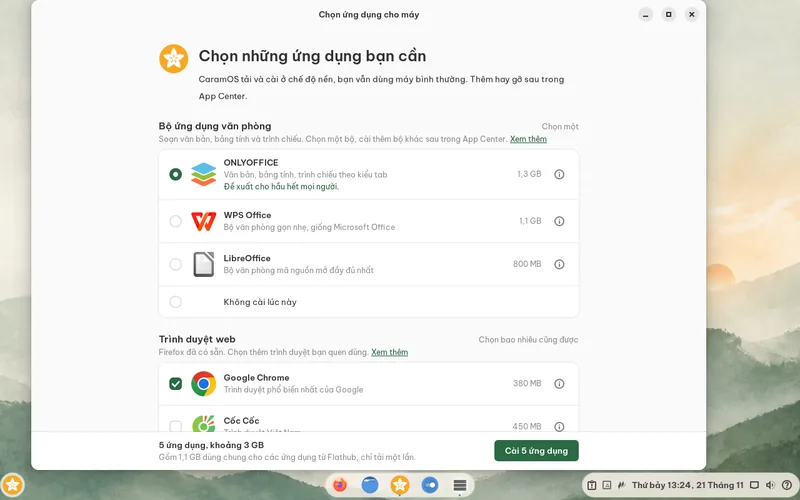 Chọn ứng dụng cho máy
Chọn những ứng dụng bạn cần
CaramOS tải và cài ở chế độ nền, bạn vẫn dùng máy bình thường. Thêm hay gỡ sau trong
App Center.
Bộ ứng dụng văn phòng
Chọn một
Soạn văn bản, bảng tính và trình chiếu. Chọn một bộ, cài thêm bộ khác sau trong App Center. Xem thêm
ONLYOFFICE
Văn bản, bảng tính, trình chiếu theo kiểu tab
Đề xuất cho hầu hết mọi người.
1,3 GB
WPS Office
Bộ văn phòng gọn nhẹ, giống Microsoft Office
1,1 GB
LibreOffice
Bộ văn phòng mã nguồn mở đầy đủ nhất
800 MB
Không cài lúc này
Trình duyệt web
Chọn bao nhiêu cũng được
Firefox đã có sẵn. Chọn thêm trình duyệt bạn quen dùng. Xem thêm
Google Chrome
Trình duyệt phổ biến nhất của Google
380 MB
Cốc Cốc
Trình duyệt Việt Nam
450 MB
5 ứng dụng, khoảng 3 GB
Gồm 1,1 GB dùng chung cho các ứng dụng từ Flathub, chỉ tải một lần.
Cài 5 ứng dụng
Thứ bảy 13:24, 21 Tháng 11